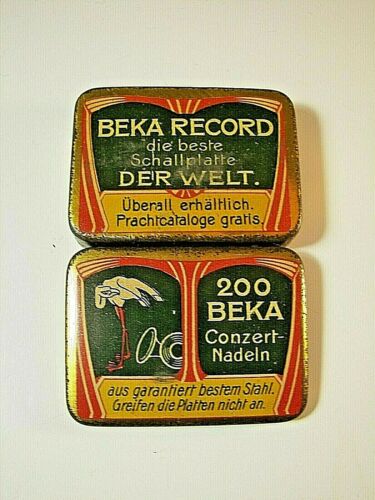 BEKA RECORD
die beste
Schallplatte
DER WELT.
Überall erhältlich.
Prachtcataloge gratis.
200
BEKA
Conzert-
Nadeln
aus garantiert bestem Stahl.
Greifen die Platten nicht an.